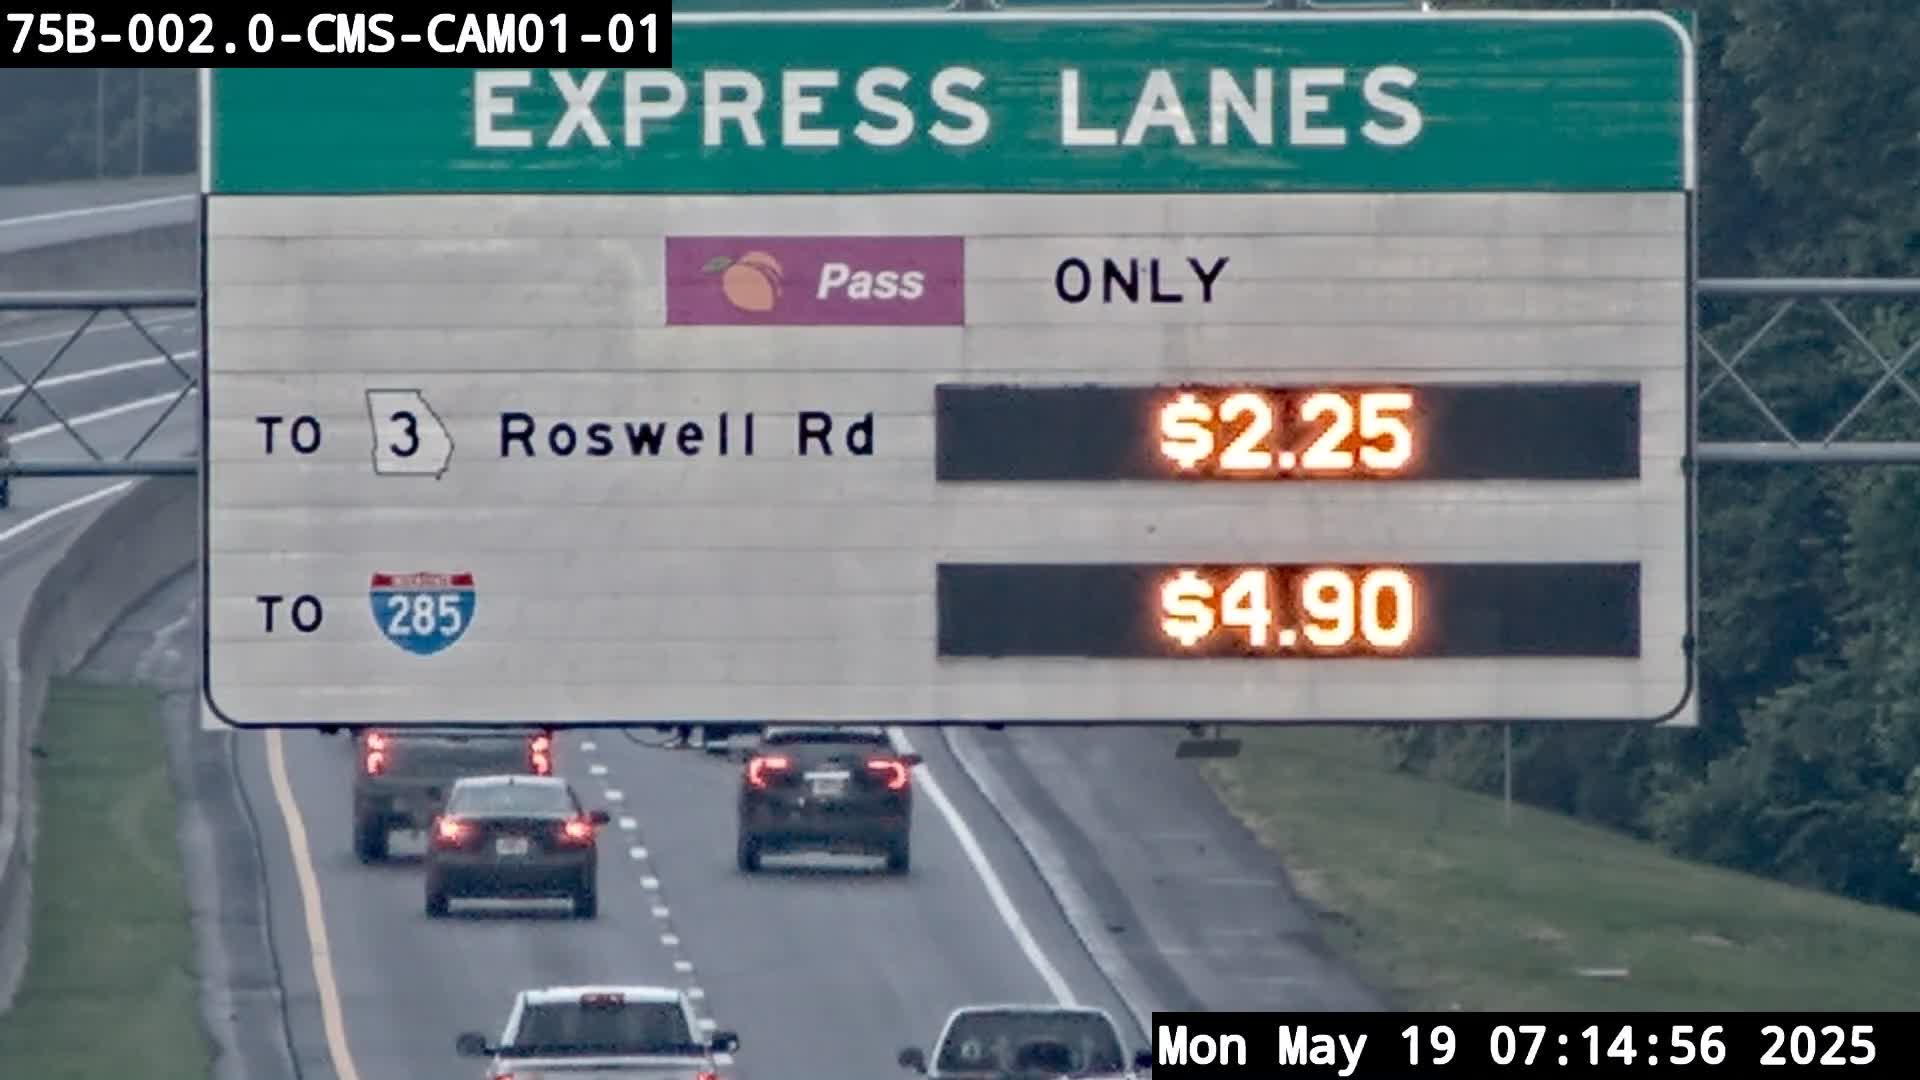 75B-002.0-CMS-CAM01-01
EXPRESS LANES
Pass ONLY
TO 3 Roswell Rd $2.25
TO 285 $4.90
Mon May 19 07:14:56 2025